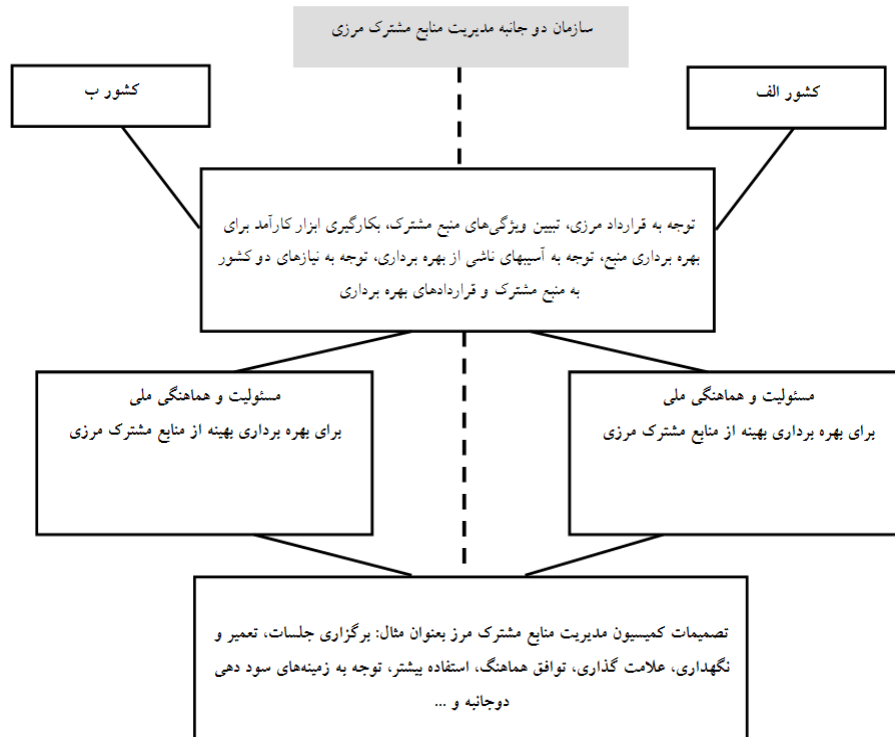 سازمان دو جانبه مدیریت منابع مشترک مرزی
کشور الف
کشور ب
توجه به قرارداد مرزی، تبیین ویژگی‌های منبع مشترک، بکارگیری ابزار کارآمد برای
بهره برداری منبع، توجه به آسیبهای ناشی از بهره برداری، توجه به نیازهای دو کشور
به منبع مشترک و قراردادهای بهره برداری
مسئولیت و هماهنگی ملی
برای بهره برداری بهینه از منابع مشترک مرزی
مسئولیت و هماهنگی ملی
برای بهره برداری بهینه از منابع مشترک مرزی
تصمیمات کمیسیون مدیریت منابع مشترک مرز بعنوان مثال: برگزاری جلسات، تعمیر و
نگهداری، علامت گذاری، توافق هماهنگ، استفاده بیشتر، توجه به زمینه‌های سود دهی
دوجانبه و ...